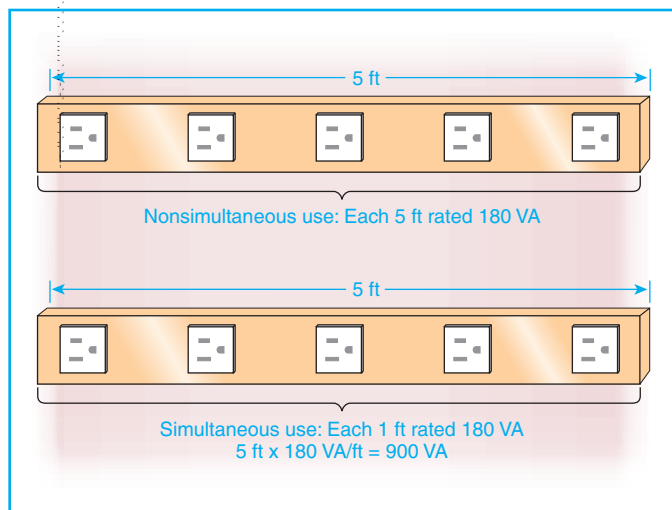 5 ft
Nonsimultaneous use: Each 5 ft rated 180 VA
5 ft
Simultaneous use: Each 1 ft rated 180 VA
5 ft x 180 VA/ft = 900 VA